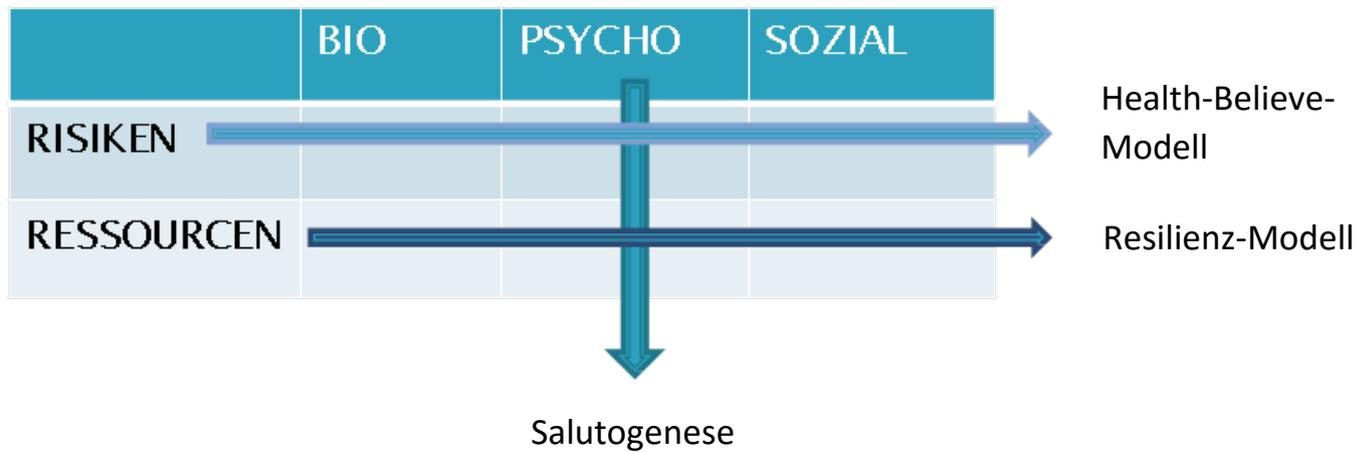 BIO PSYCHO SOZIAL
RISIKEN
Health-Believe-
Modell
RESSOURCEN
Resilienz-Modell
Salutogenese